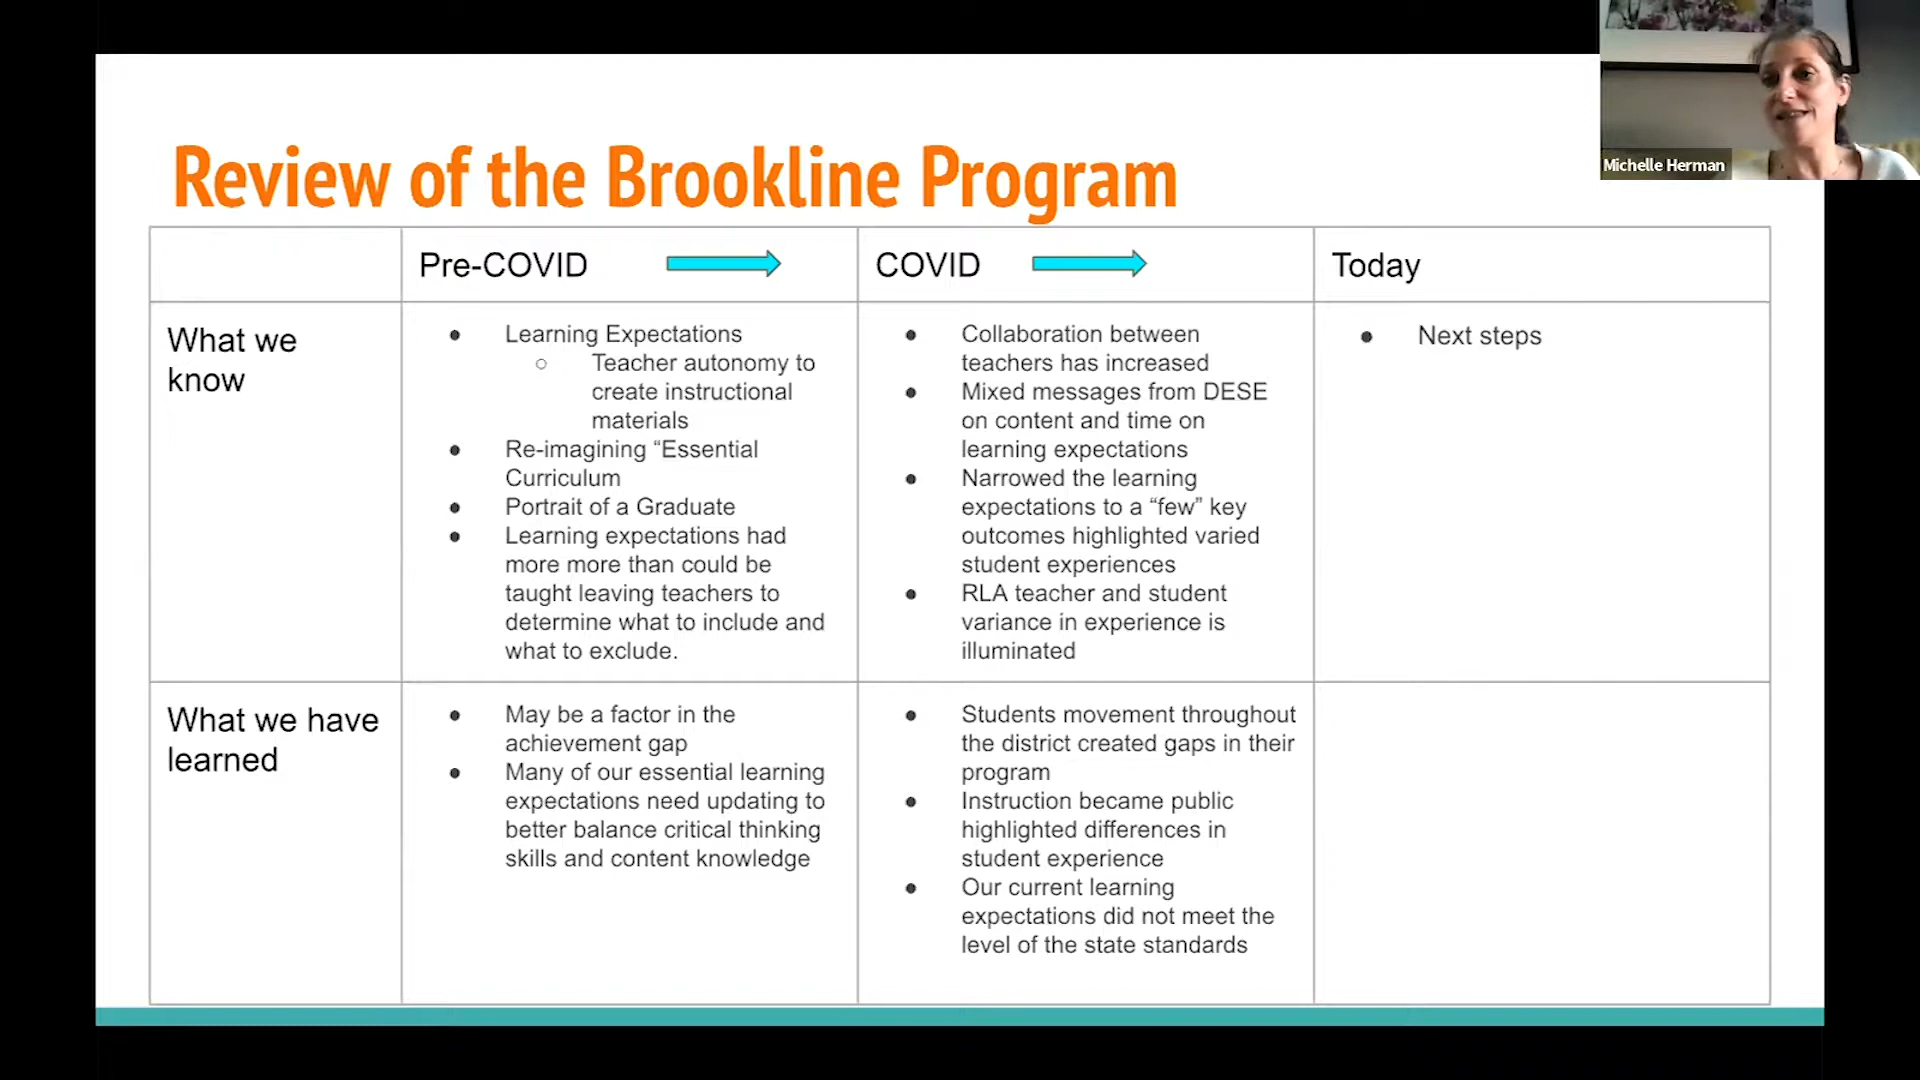 Michelle Herman
Review of the Brookline Program
Pre-COVID
COVID
Today
What we
know
Learning Expectations
Teacher autonomy to
create instructional
materials
Re-imagining “Essential
Curriculum
Portrait of a Graduate
Learning expectations had
more more than could be
taught leaving teachers to
determine what to include and
what to exclude.
Collaboration between
teachers has increased
Mixed messages from DESE
on content and time on
learning expectations
Narrowed the learning
expectations to a “few” key
outcomes highlighted varied
student experiences
RLA teacher and student
variance in experience is
illuminated
Next steps
What we have
learned
May be a factor in the
achievement gap
Many of our essential learning
expectations need updating to
better balance critical thinking
skills and content knowledge
Students movement throughout
the district created gaps in their
program
Instruction became public
highlighted differences in
student experience
Our current learning
expectations did not meet the
level of the state standards